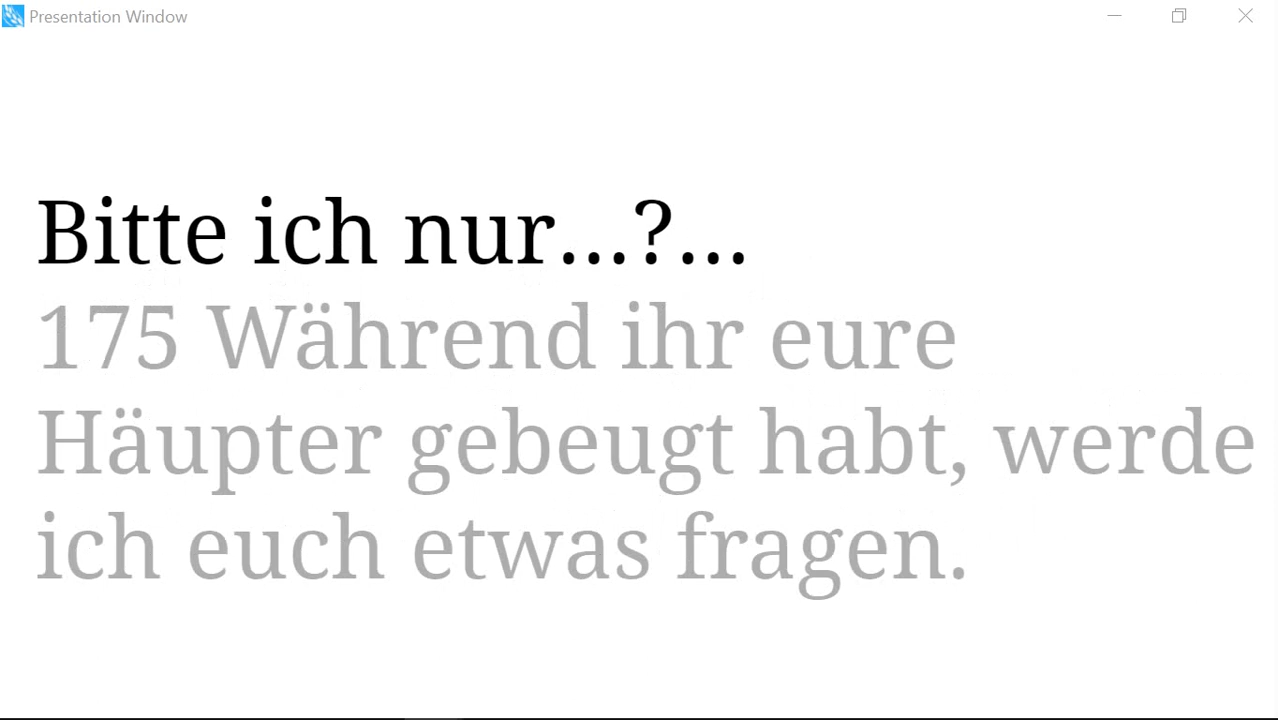 Presentation Window
Bitte ich nur...?...
175 Während ihr eure
Häupter gebeugt habt, werde
ich euch etwas fragen.